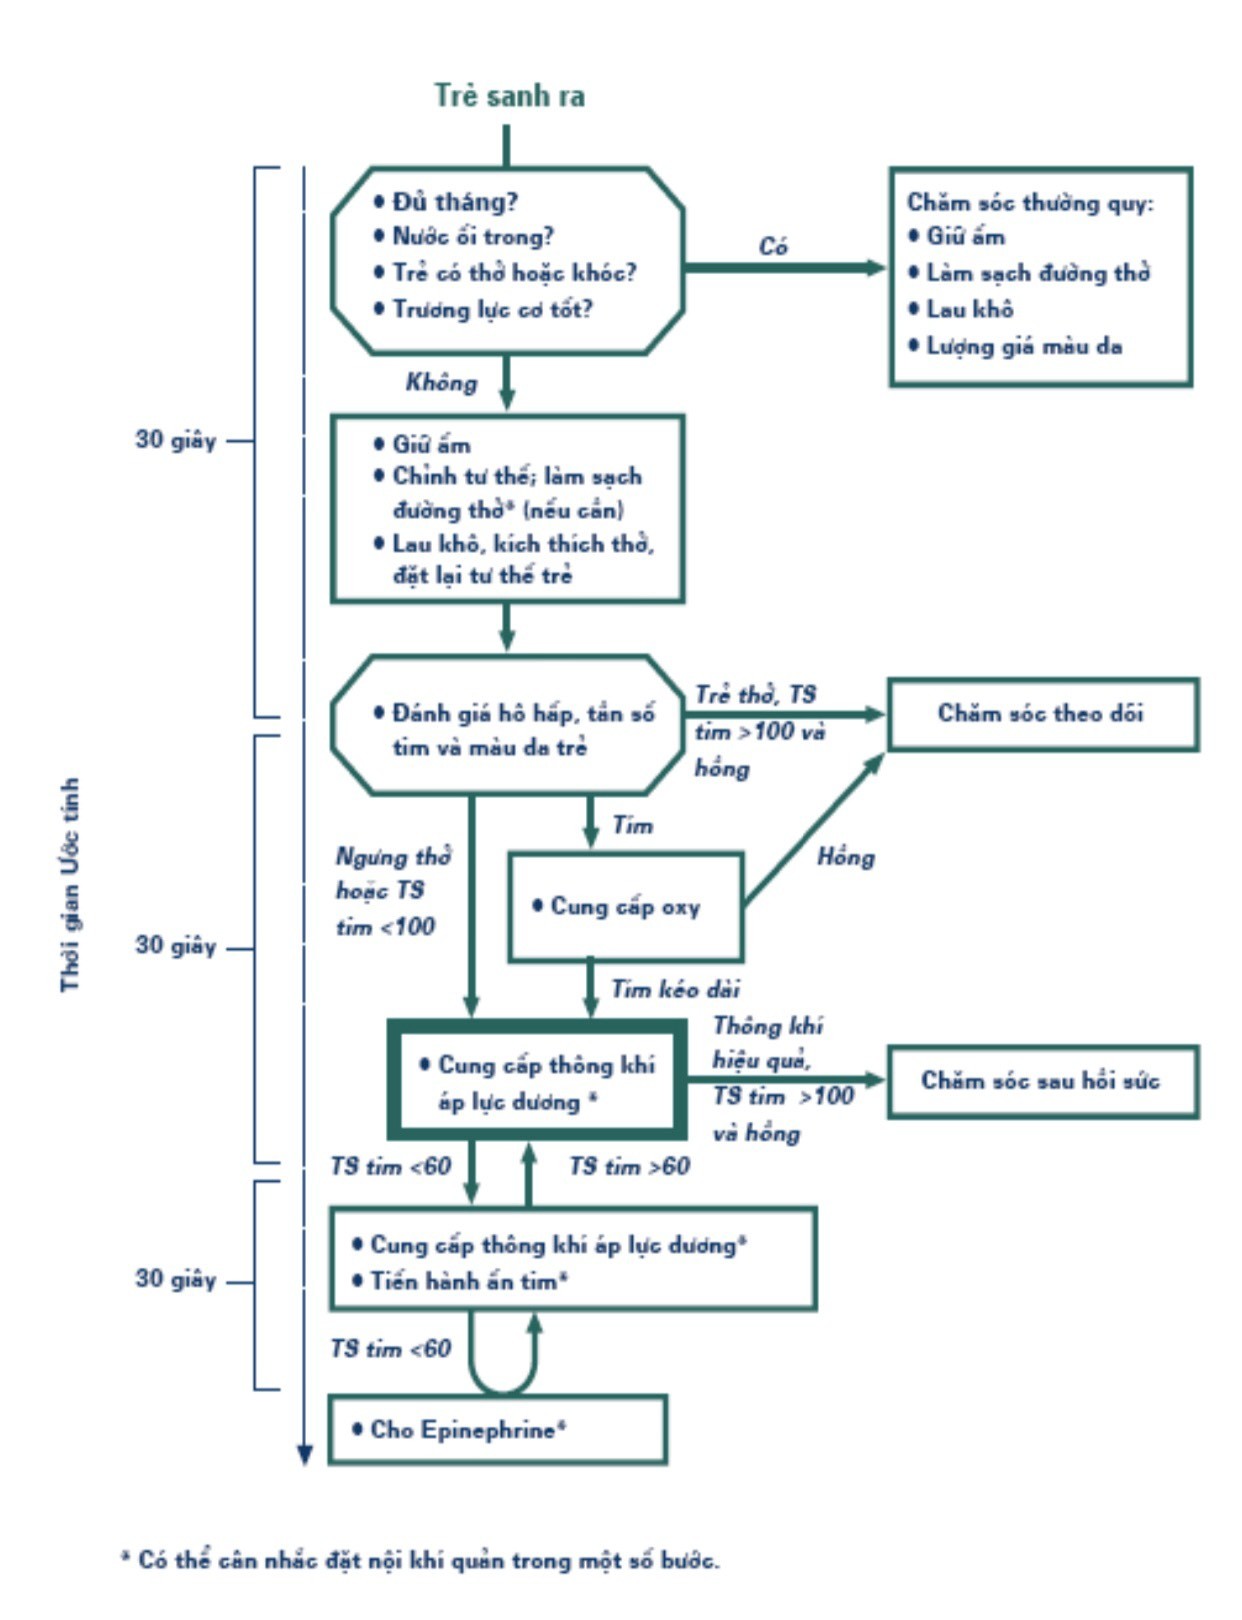 Trẻ sanh ra
• Đủ tháng?
• Nước ối trong?
• Trẻ có thở hoặc khóc?
• Trương lực cơ tốt?
Có
Chăm sóc thường quy:
• Giữ ấm
• Làm sạch đường thở
• Lau khô
• Lượng giá màu da
Không
30 giây
• Giữ ấm
• Chỉnh tư thế; làm sạch
đường thở* (nếu cần)
• Lau khô, kích thích thở,
đặt lại tư thế trẻ
• Đánh giá hô hấp, tần số
tim và màu da trẻ
Trẻ thở, TS
tim >100 và
hồng
Chăm sóc theo dõi
Thời gian Ước tính
Ngưng thở
hoặc TS
tim <100
Tím
• Cung cấp oxy
Hồng
30 giây
Tím kéo dài
• Cung cấp thông khí
áp lực dương *
Thông khí
hiệu quả,
TS tim >100
và hồng
Chăm sóc sau hồi sức
TS tim <60
TS tim >60
30 giây
• Cung cấp thông khí áp lực dương*
• Tiến hành ấn tim*
TS tim <60
• Cho Epinephrine*
* Có thể cân nhắc đặt nội khí quản trong một số bước.